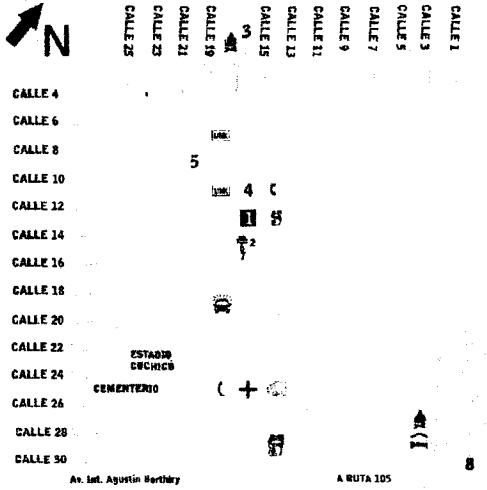 N
CALLE 25
CALLE 23
CALLE 21
CALLE 19
3
CALLE 15
CALLE 13
CALLE 11
CALLE 9
CALLE 7
CALLE 5
CALLE 3
CALLE 1
CALLE 4
CALLE 6
CALLE 8
5
CALLE 10
4
CALLE 12
1
CALLE 14
2
CALLE 16
CALLE 18
CALLE 20
CALLE 22
ESTADIO
CUCHICO
CALLE 24
CEMENTERIO
CALLE 26
CALLE 28
CALLE 30
8
Av. Int. Agustin Berthiry
A RUTA 105